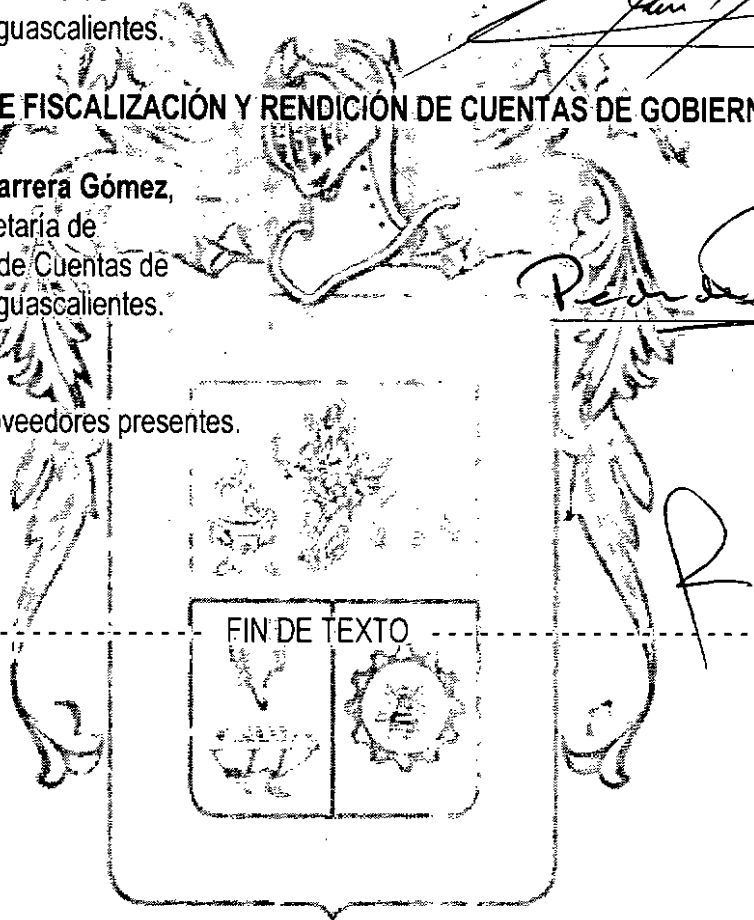 guascalientes.
E FISCALIZACIÓN Y RENDICIÓN DE CUENTAS DE GOBIERN
arrera Gómez,
etaria de
de Cuentas de
guascalientes.
Pedro
oveedores presentes.
FIN DE TEXTO